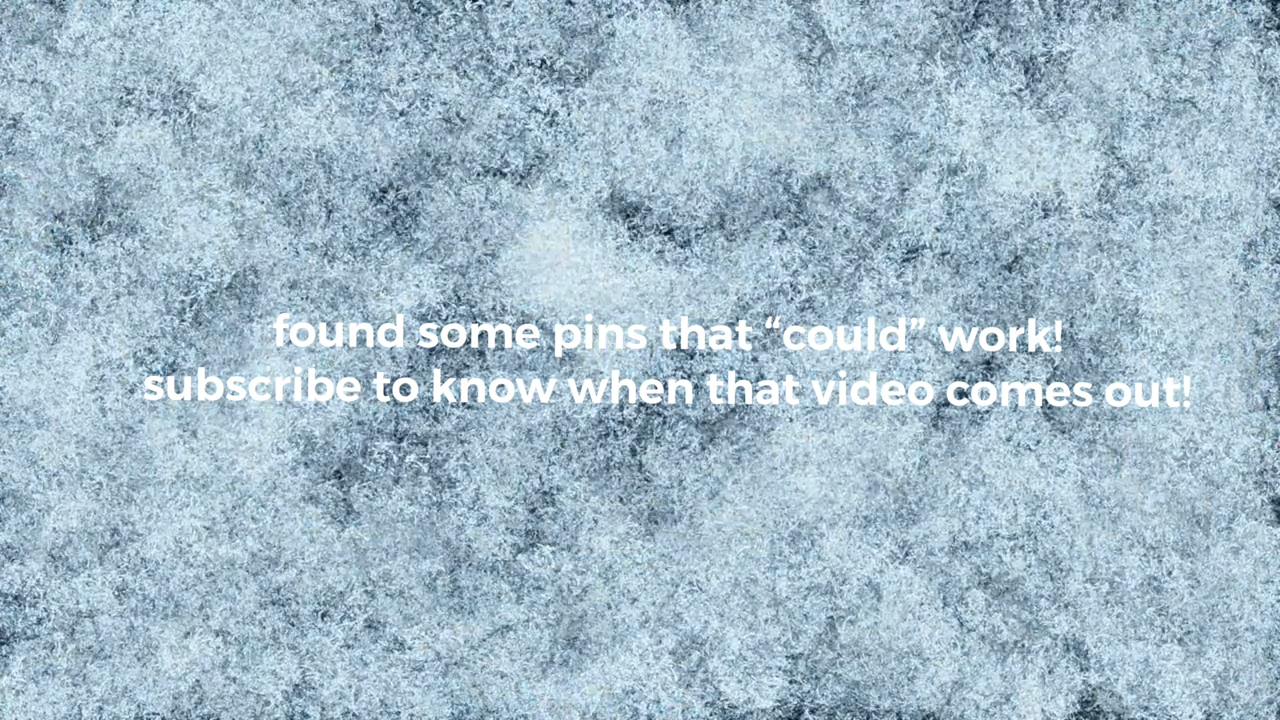 found some pins that “could” work!
subscribe to know when that video comes out!